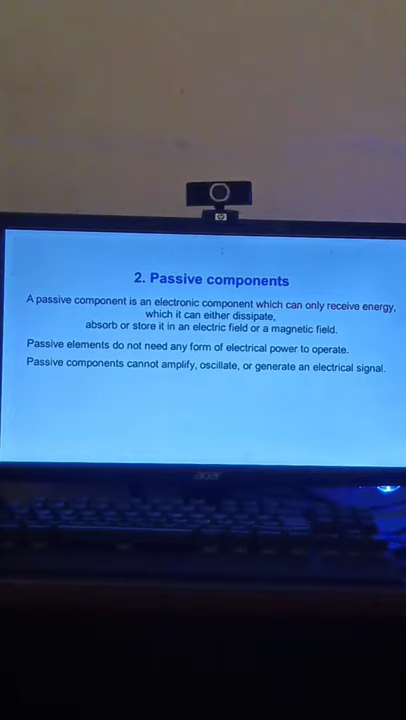 hp
2. Passive components
A passive component is an electronic component which can only receive energy,
which it can either dissipate,
absorb or store it in an electric field or a magnetic field.
Passive elements do not need any form of electrical power to operate.
Passive components cannot amplify, oscillate, or generate an electrical signal.
acer